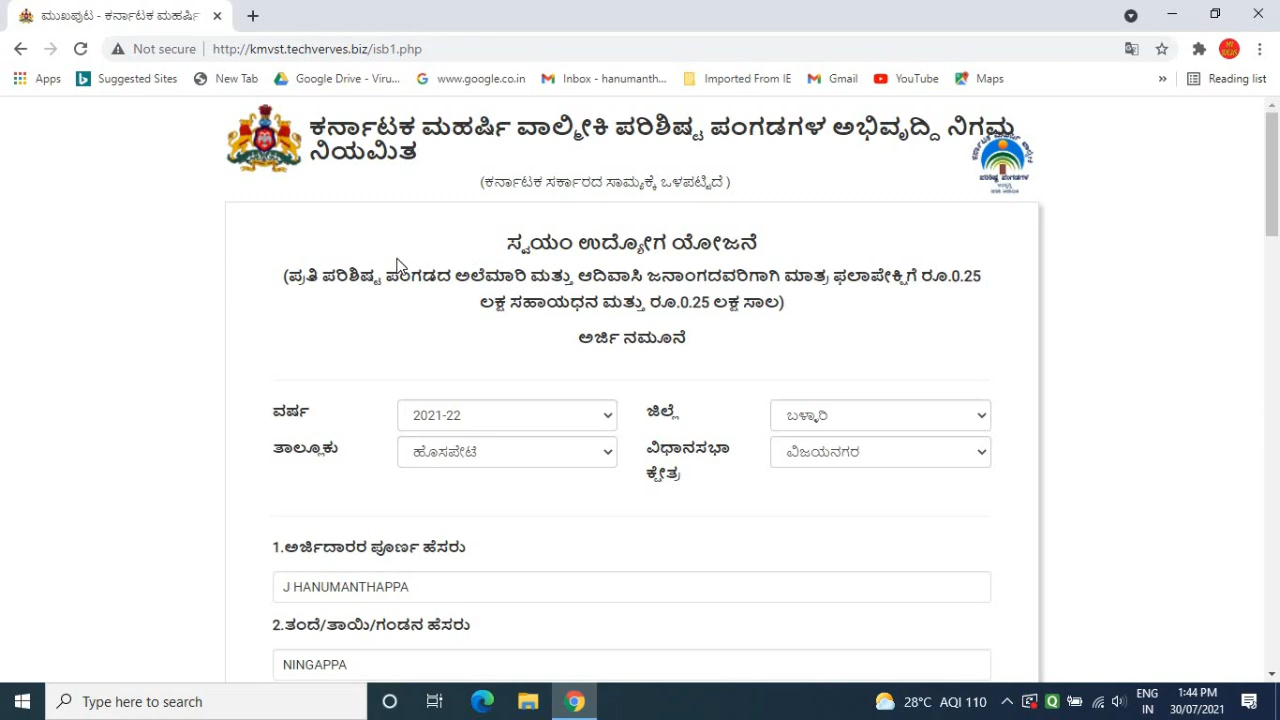 ಮುಖಪುಟ - ಕರ್ನಾಟಕ ಮಹರ್ಷಿ
Not secure http://kmvst.techverves.biz/isb1.php
Apps Suggested Sites New Tab Google Drive - Viru... www.google.co.in Inbox - hanumanth... Imported From IE Gmail YouTube Maps » Reading list
ಕರ್ನಾಟಕ ಮಹರ್ಷಿ ವಾಲ್ಮೀಕಿ ಪರಿಶಿಷ್ಟ ಪಂಗಡಗಳ ಅಭಿವೃದ್ಧಿ ನಿಗಮ
ನಿಯಮಿತ
(ಕರ್ನಾಟಕ ಸರ್ಕಾರದ ಸಾಮ್ಯಕ್ಕೆ ಒಳಪಟ್ಟಿದೆ )
ಸ್ವಯಂ ಉದ್ಯೋಗ ಯೋಜನೆ
(ಪ್ರತಿ ಪರಿಶಿಷ್ಟ ಪಂಗಡದ ಅಲೆಮಾರಿ ಮತ್ತು ಆದಿವಾಸಿ ಜನಾಂಗದವರಿಗಾಗಿ ಮಾತ್ರ ಫಲಾಪೇಕ್ಷಿಗೆ ರೂ.0.25
ಲಕ್ಷ ಸಹಾಯಧನ ಮತ್ತು ರೂ.0.25 ಲಕ್ಷ ಸಾಲ)
ಅರ್ಜಿ ನಮೂನೆ
ವರ್ಷ 2021-22 ಜಿಲ್ಲೆ ಬಳ್ಳಾರಿ
ತಾಲ್ಲೂಕು ಹೊಸಪೇಟೆ ವಿಧಾನಸಭಾ ವಿಜಯನಗರ
ಕ್ಷೇತ್ರ
1.ಅರ್ಜಿದಾರರ ಪೂರ್ಣ ಹೆಸರು
J HANUMANTHAPPA
2.ತಂದೆ/ತಾಯಿ/ಗಂಡನ ಹೆಸರು
NINGAPPA
Type here to search 28°C AQI 110 ENG 1:44 PM
IN 30/07/2021